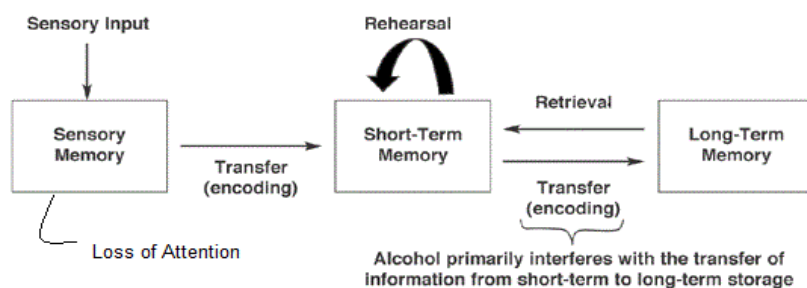 Sensory Input
Rehearsal
Sensory
Memory
Transfer
(encoding)
Short-Term
Memory
Retrieval
Transfer
(encoding)
Long-Term
Memory
Loss of Attention
Alcohol primarily interferes with the transfer of
information from short-term to long-term storage